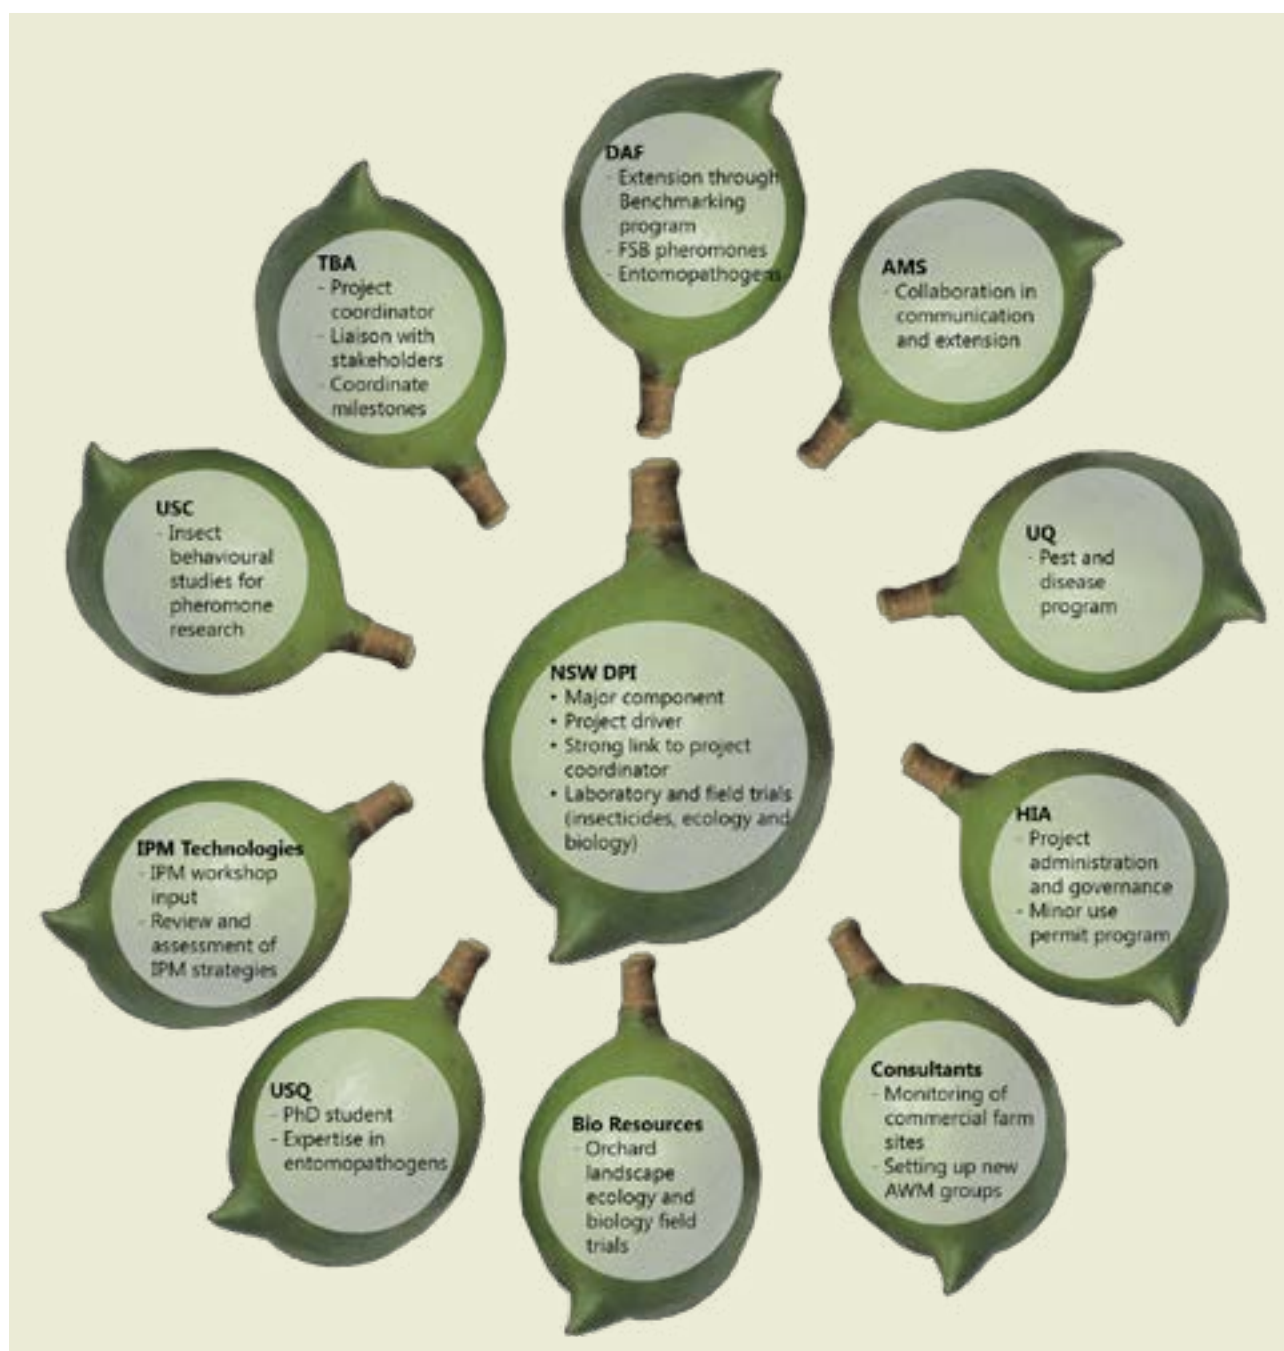 DAF
- Extension through
Benchmarking
program
- FSB pheromones
- Entomopathogens
TBA
- Project
coordinator
- Liaison with
stakeholders
- Coordinate
milestones
AMS
- Collaboration in
communication
and extension
USC
- Insect
behavioural
studies for
pheromone
research
UQ
- Pest and
disease
program
NSW DPI
• Major component
• Project driver
• Strong link to project
coordinator
• Laboratory and field trials
(insecticides, ecology and
biology)
IPM Technologies
- IPM workshop
input
- Review and
assessment of
IPM strategies
HIA
- Project
administration
and governance
- Minor use
permit program
USQ
- PhD student
- Expertise in
entomopathogens
Bio Resources
- Orchard
landscape
ecology and
biology field
trials
Consultants
- Monitoring of
commercial farm
sites
- Setting up new
AWM groups